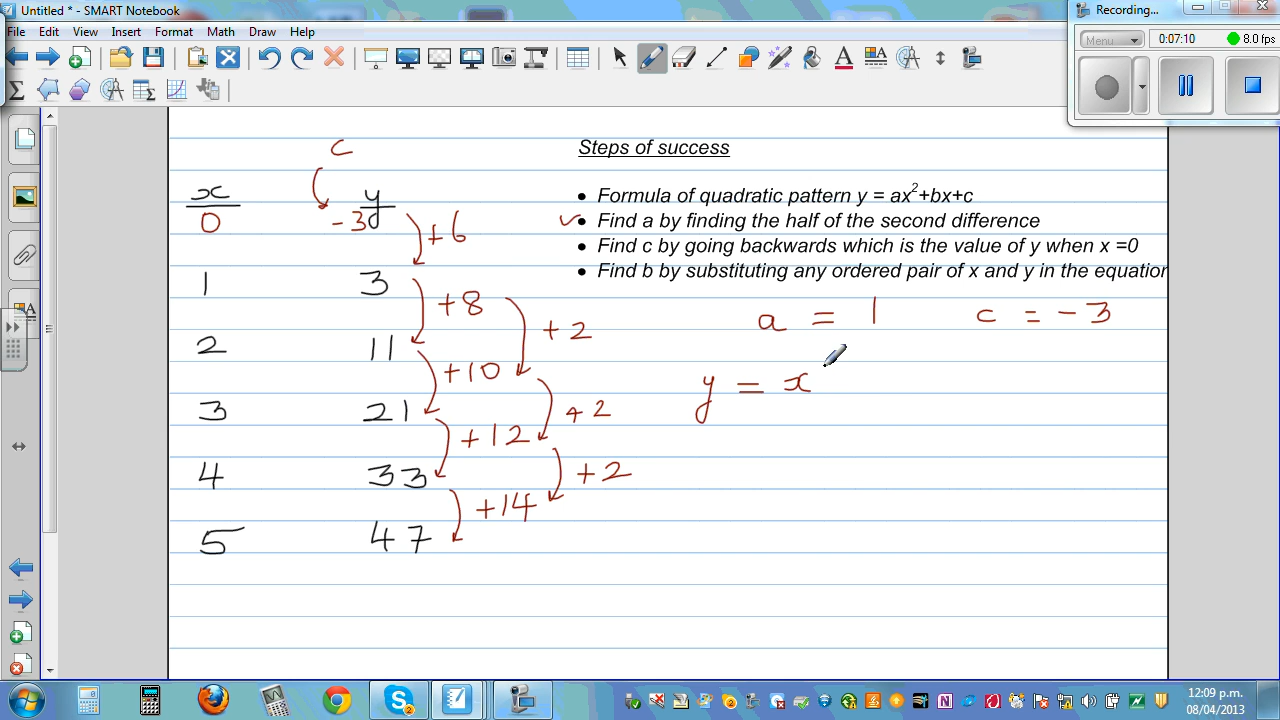 Untitled * - SMART Notebook
File Edit View Insert Format Math Draw Help
Recording...
Menu 0:07:10 8.0 fps
c
Steps of success
x y
Formula of quadratic pattern y = ax²+bx+c
0 -3
Find a by finding the half of the second difference
+6
Find c by going backwards which is the value of y when x =0
Find b by substituting any ordered pair of x and y in the equation
1 3
+8
a = 1 c = -3
+2
2 11
+10
y = x
3 21
+2
+12
4 33
+2
+14
5 47
12:09 p.m.
08/04/2013